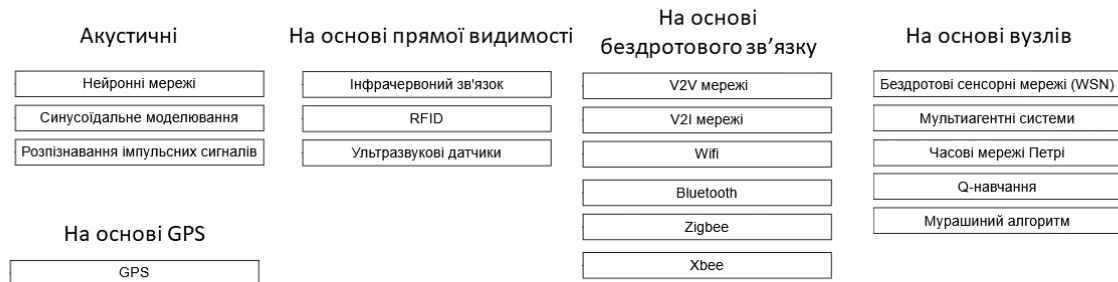 Акустичні
Нейронні мережі
Синусоїдальне моделювання
Розпізнавання імпульсних сигналів
На основі прямої видимості
Інфрачервоний зв'язок
RFID
Ультразвукові датчики
На основі
бездротового зв’язку
V2V мережі
V2I мережі
Wifi
Bluetooth
Zigbee
Xbee
На основі вузлів
Бездротові сенсорні мережі (WSN)
Мультиагентні системи
Часові мережі Петрі
Q-навчання
Мурашиний алгоритм
На основі GPS
GPS